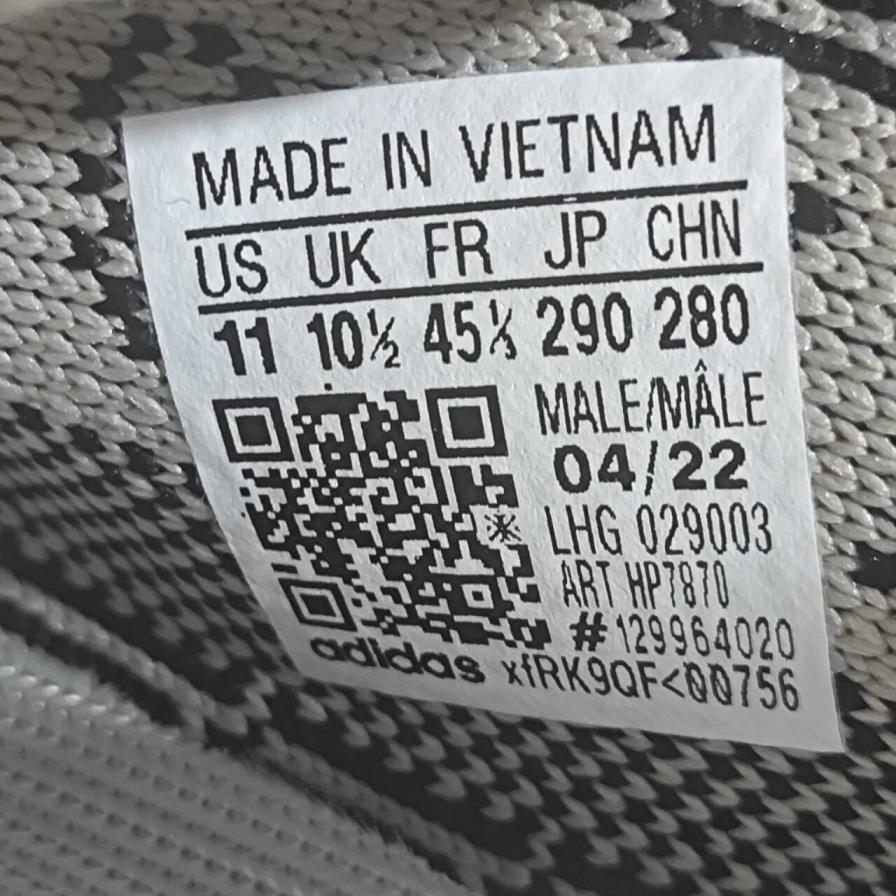 MADE IN VIETNAM
US UK FR JP CHN
11 10½ 45⅓ 290 280
MALE/MÂLE
04/22
LHG 029003
ART HP7870
#129964020
adidas xfRK9QF<00756